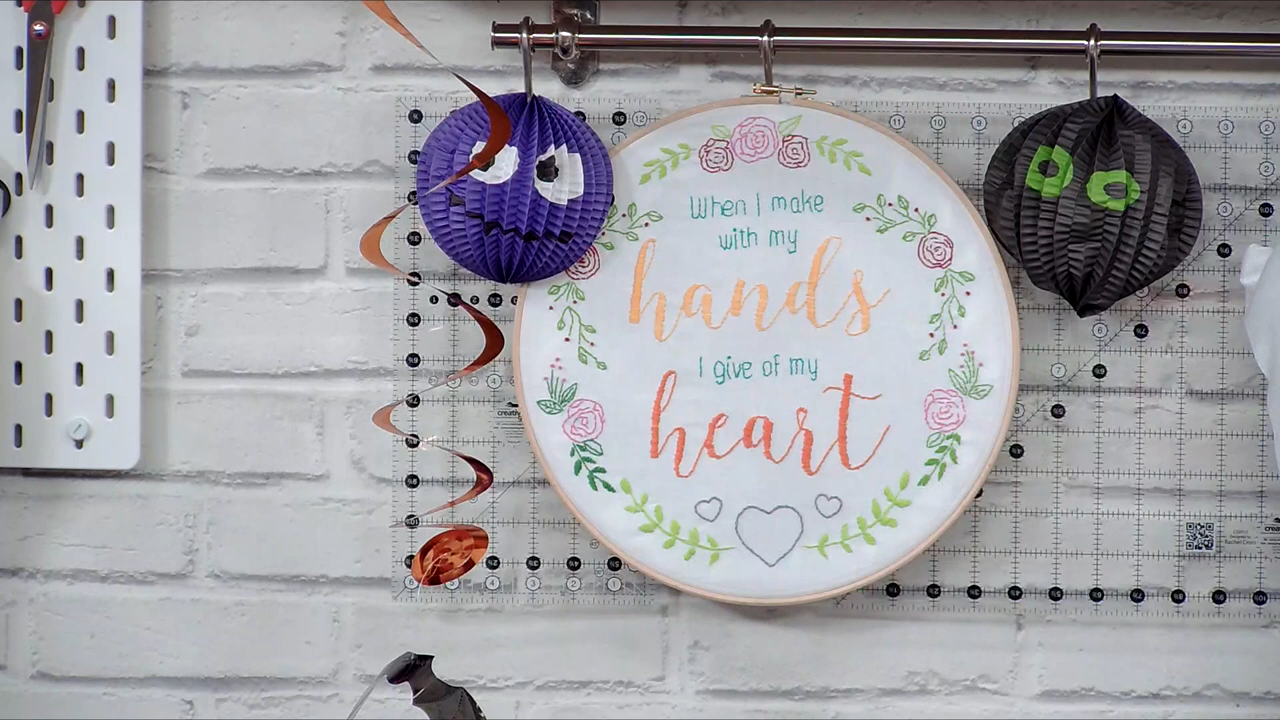 When I make
with my
hands
I give of my
heart